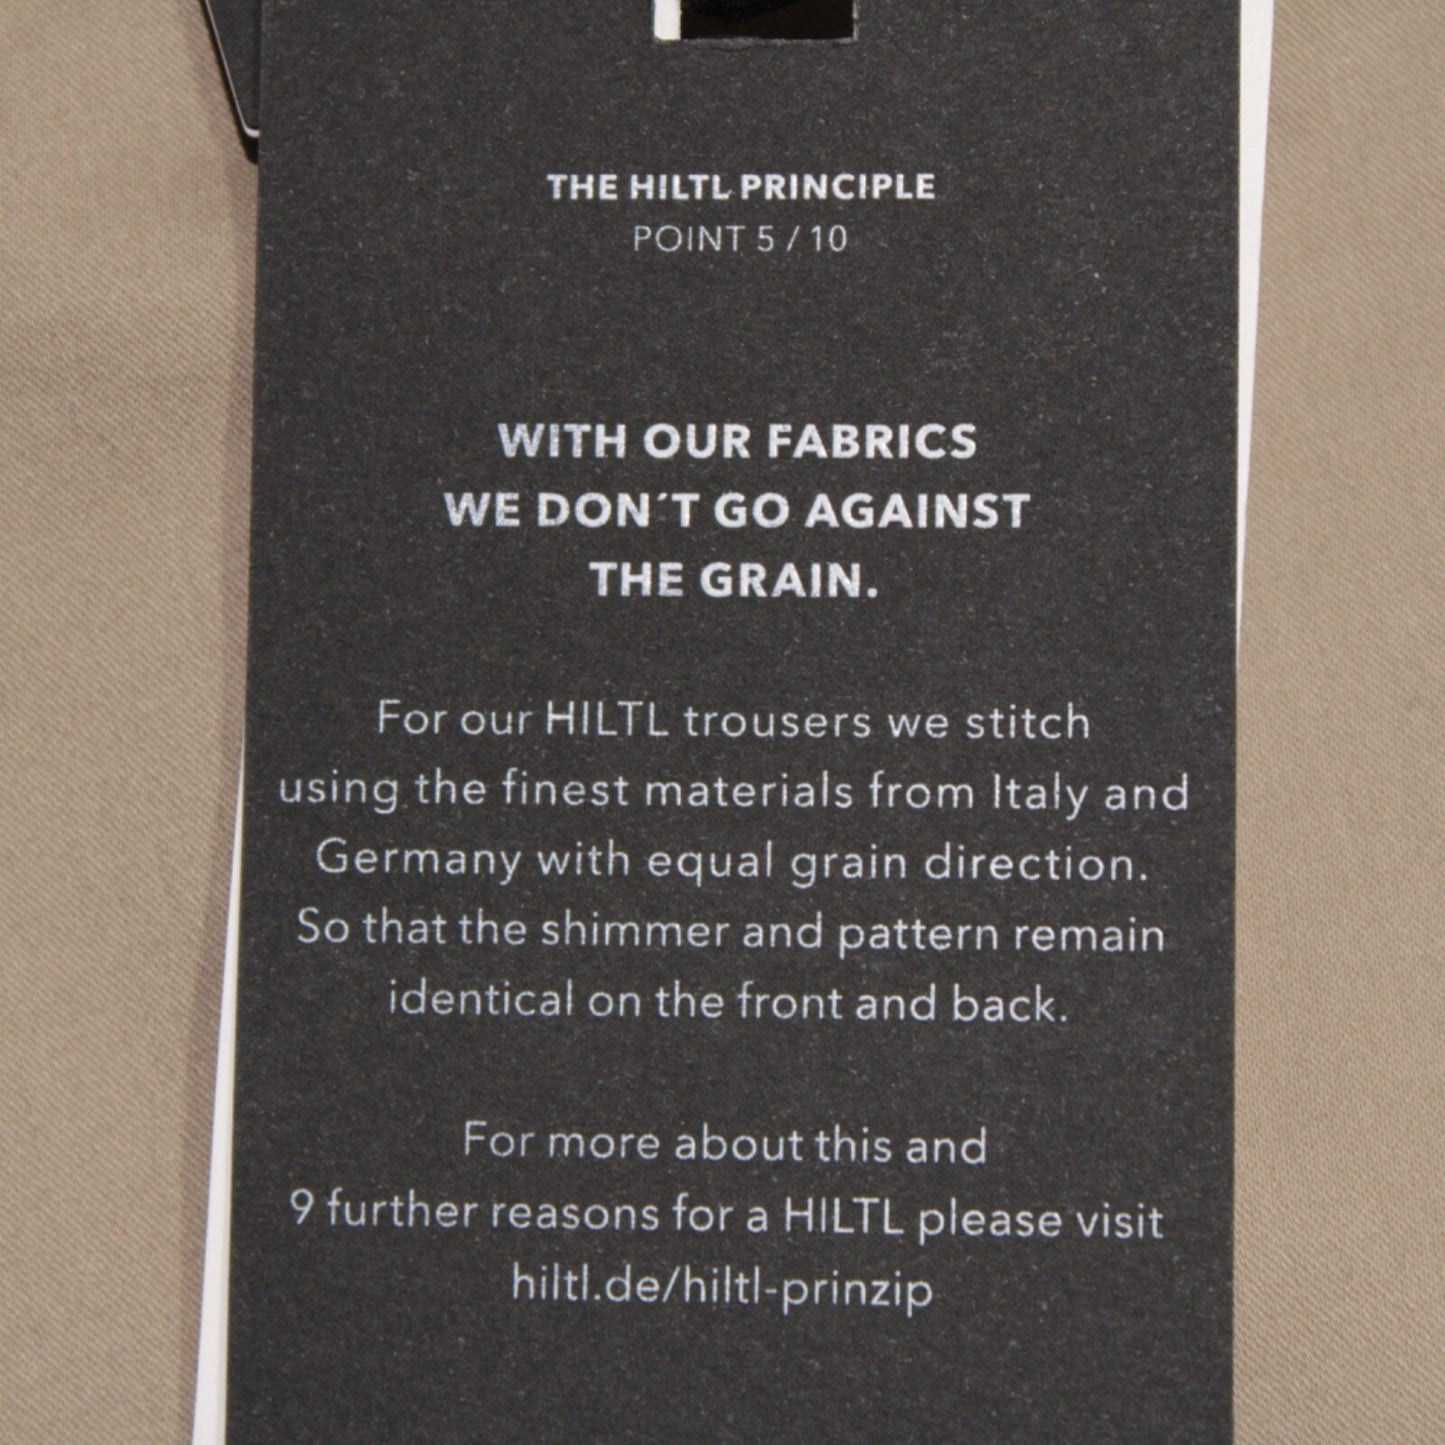 THE HILTL PRINCIPLE
POINT 5 / 10
WITH OUR FABRICS
WE DON´T GO AGAINST
THE GRAIN.
For our HILTL trousers we stitch
using the finest materials from Italy and
Germany with equal grain direction.
So that the shimmer and pattern remain
identical on the front and back.
For more about this and
9 further reasons for a HILTL please visit
hiltl.de/hiltl-prinzip